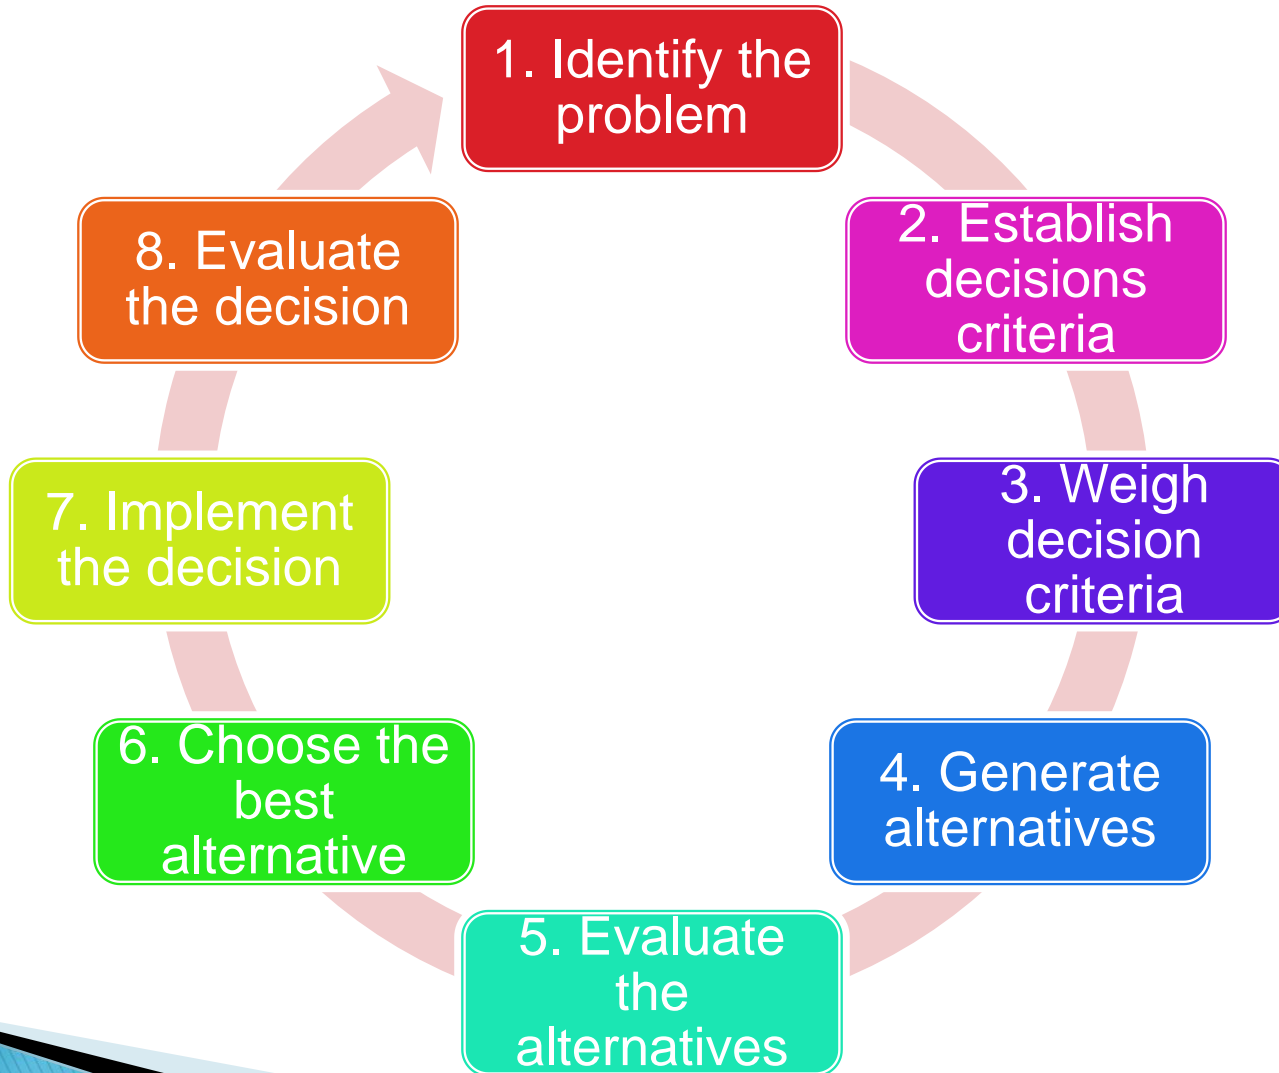 1. Identify the
problem
2. Establish
decisions
criteria
3. Weigh
decision
criteria
4. Generate
alternatives
5. Evaluate
the
alternatives
6. Choose the
best
alternative
7. Implement
the decision
8. Evaluate
the decision